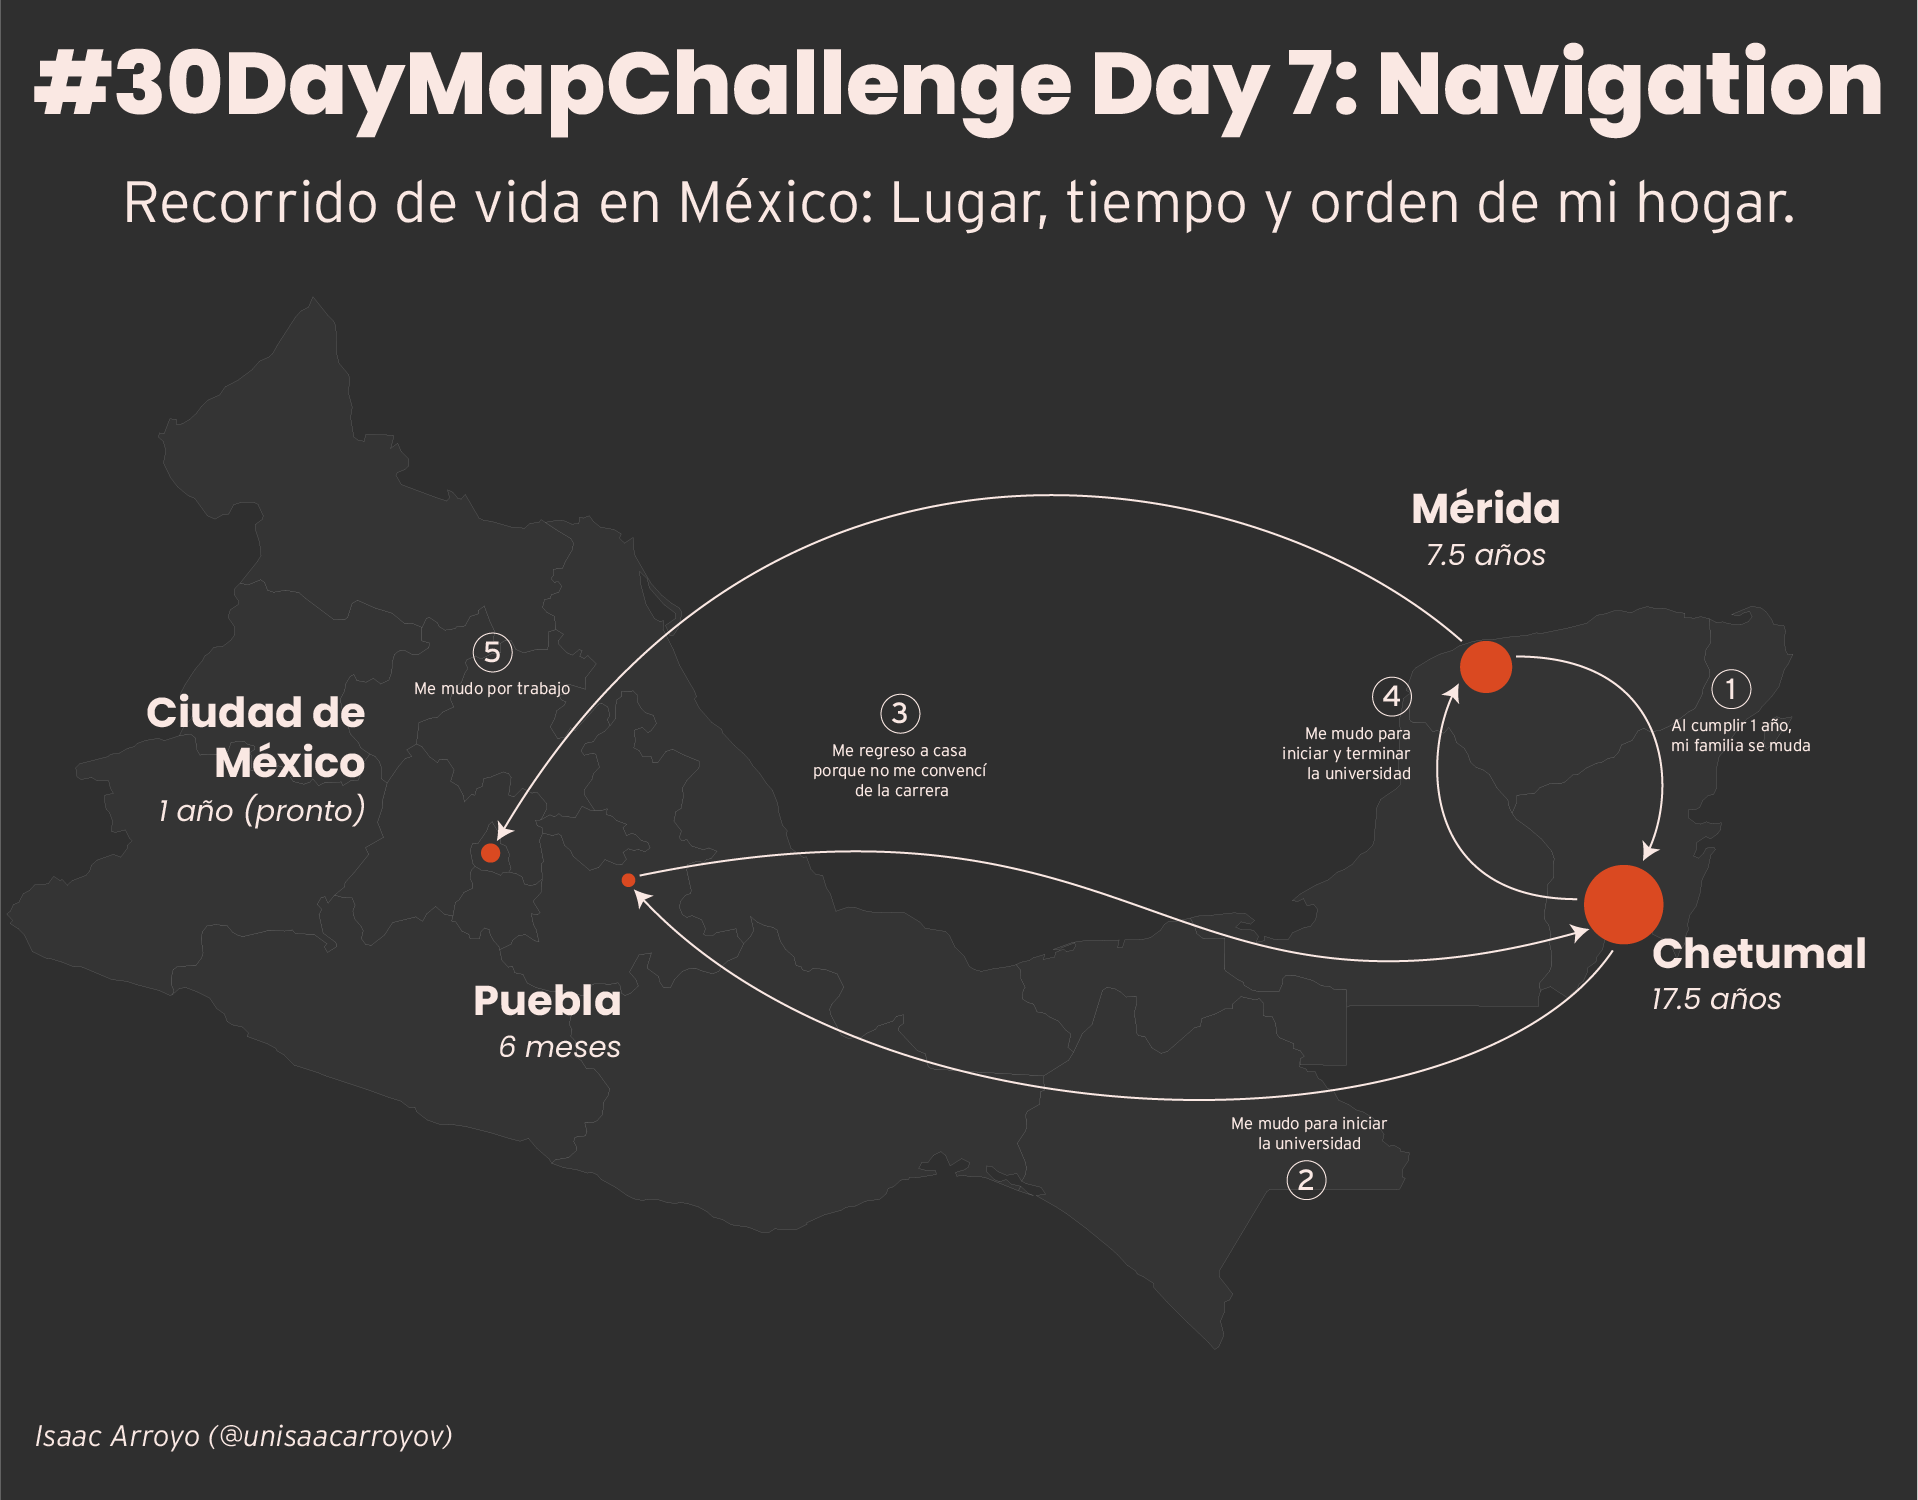 #30DayMapChallenge Day 7: Navigation
Recorrido de vida en México: Lugar, tiempo y orden de mi hogar.
Mérida
7.5 años
1
Al cumplir 1 año,
mi familia se muda
Chetumal
17.5 años
Me mudo para iniciar
la universidad
2
Puebla
6 meses
3
Me regreso a casa
porque no me convencí
de la carrera
4
Me mudo para
iniciar y terminar
la universidad
5
Me mudo por trabajo
Ciudad de
México
1 año (pronto)
Isaac Arroyo (@unisaacarroyov)